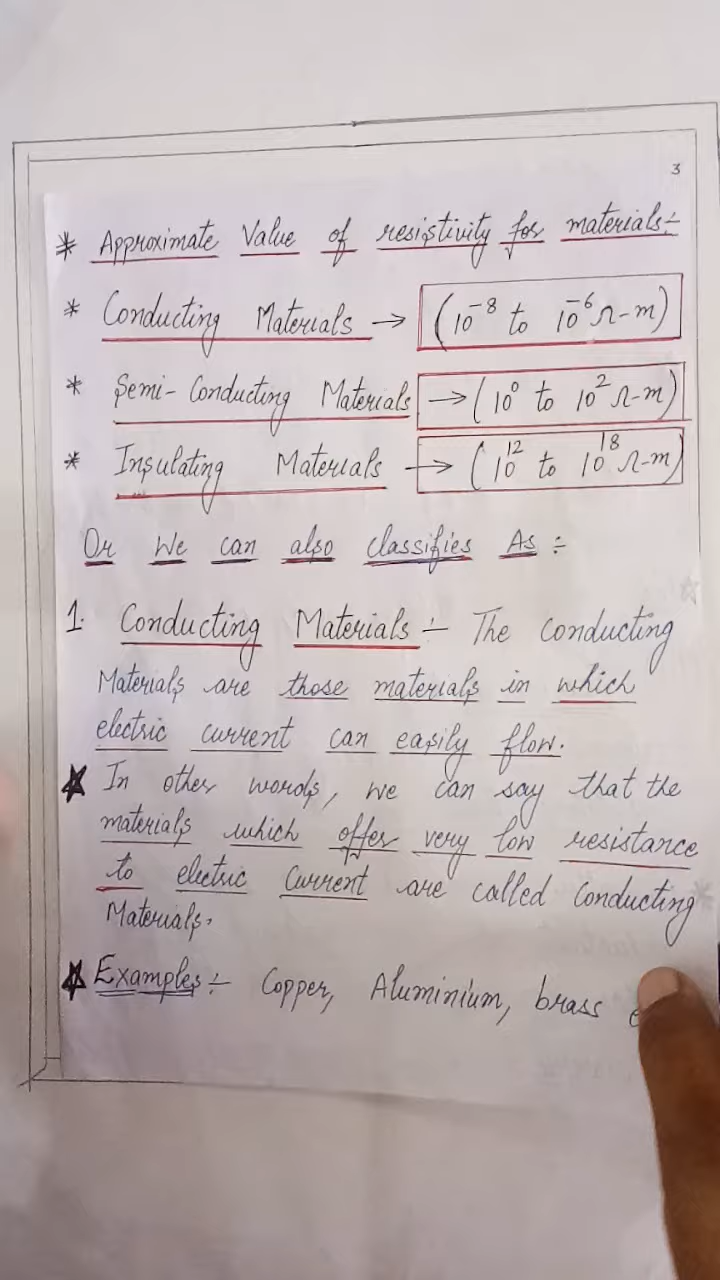 3
* Approximate Value of resistivity for materials:-
* Conducting Materials → (10⁻⁸ to 10⁻⁶ Ω-m)
* Semi-Conducting Materials → (10⁰ to 10² Ω-m)
* Insulating Materials → (10¹² to 10¹⁸ Ω-m)
Or We can also classifies As :-
1. Conducting Materials :- The conducting
Materials are those materials in which
electric current can easily flow.
★ In other words, we can say that the
materials which offer very low resistance
to electric current are called Conducting
Materials.
★ Examples :- Copper, Aluminium, brass